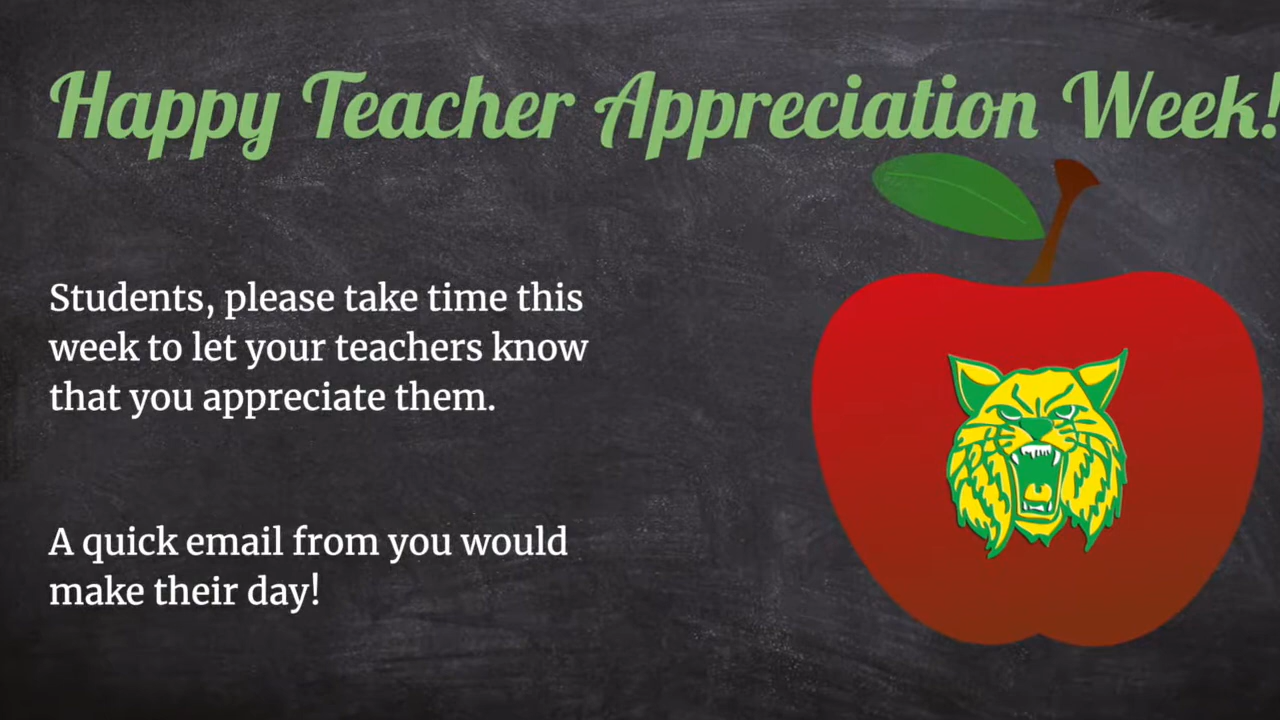 Happy Teacher Appreciation Week!
Students, please take time this
week to let your teachers know
that you appreciate them.
A quick email from you would
make their day!